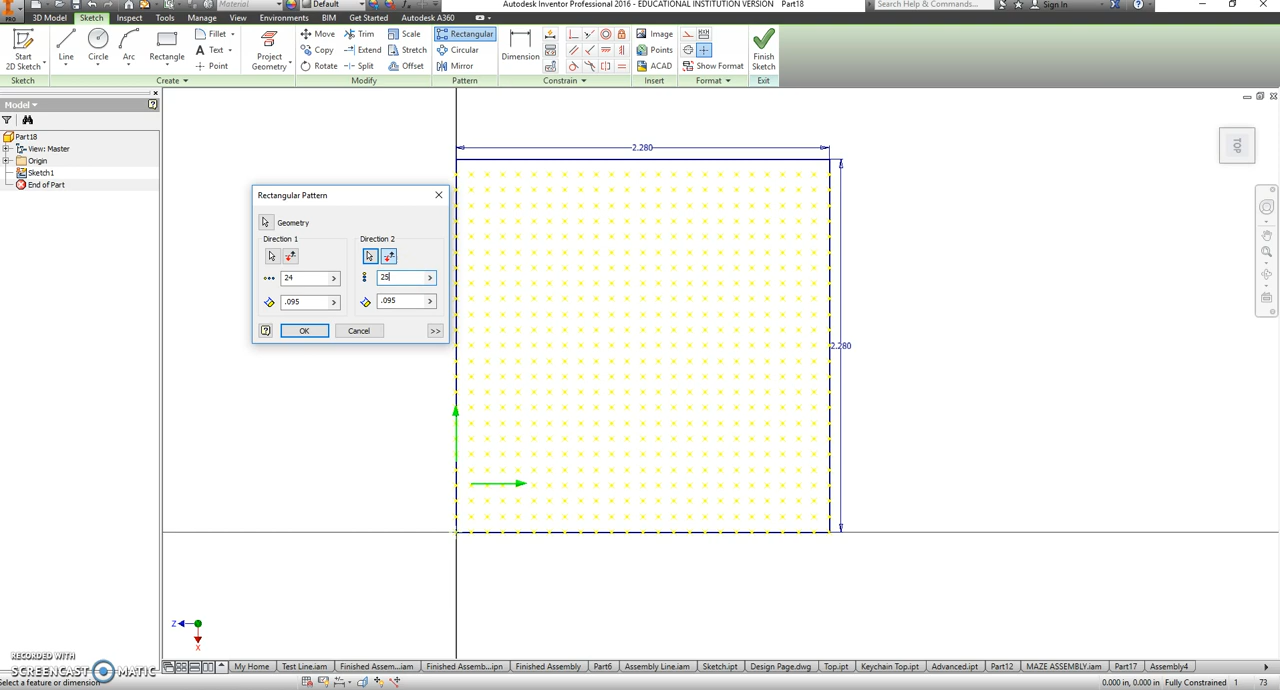 Material
Default
Autodesk Inventor Professional 2016 - EDUCATIONAL INSTITUTION VERSION Part18
Search Help & Commands...
Sign In
PRO
3D Model Sketch Inspect Tools Manage View Environments BIM Get Started Autodesk A360
Start
2D Sketch
Line
Circle
Arc
Rectangle
Fillet
Text
Point
Project
Geometry
Move
Copy
Rotate
Trim
Extend
Split
Scale
Stretch
Offset
Rectangular
Circular
Mirror
Dimension
Image
Points
ACAD
Show Format
Finish
Sketch
Sketch Create Modify Pattern Constrain Insert Format Exit
Model
Part18
View: Master
Origin
Sketch1
End of Part
TOP
2.280
2.280
Rectangular Pattern
Geometry
Direction 1 Direction 2
24 25
.095 .095
OK Cancel >>
Z
X
RECORDED WITH
SCREENCAST MATIC
My Home Test Line.iam Finished Assem...iam Finished Assemb...ipn Finished Assembly Part6 Assembly Line.iam Sketch.ipt Design Page.dwg Top.ipt Keychain Top.ipt Advanced.ipt Part12 MAZE ASSEMBLY.iam Part17 Assembly4
Select a feature or dimension
0.000 in, 0.000 in Fully Constrained 1 73